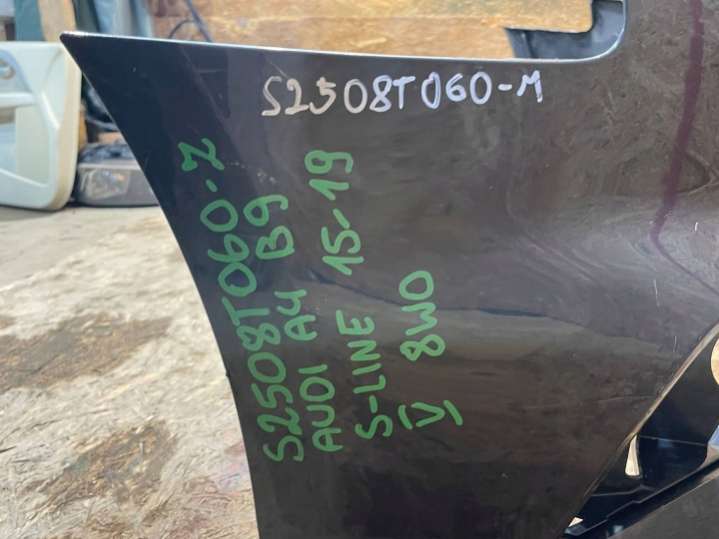 S2508T060-M
S2508T060-Z
AUDI A4 B9
S-LINE 15-19
V 8W0